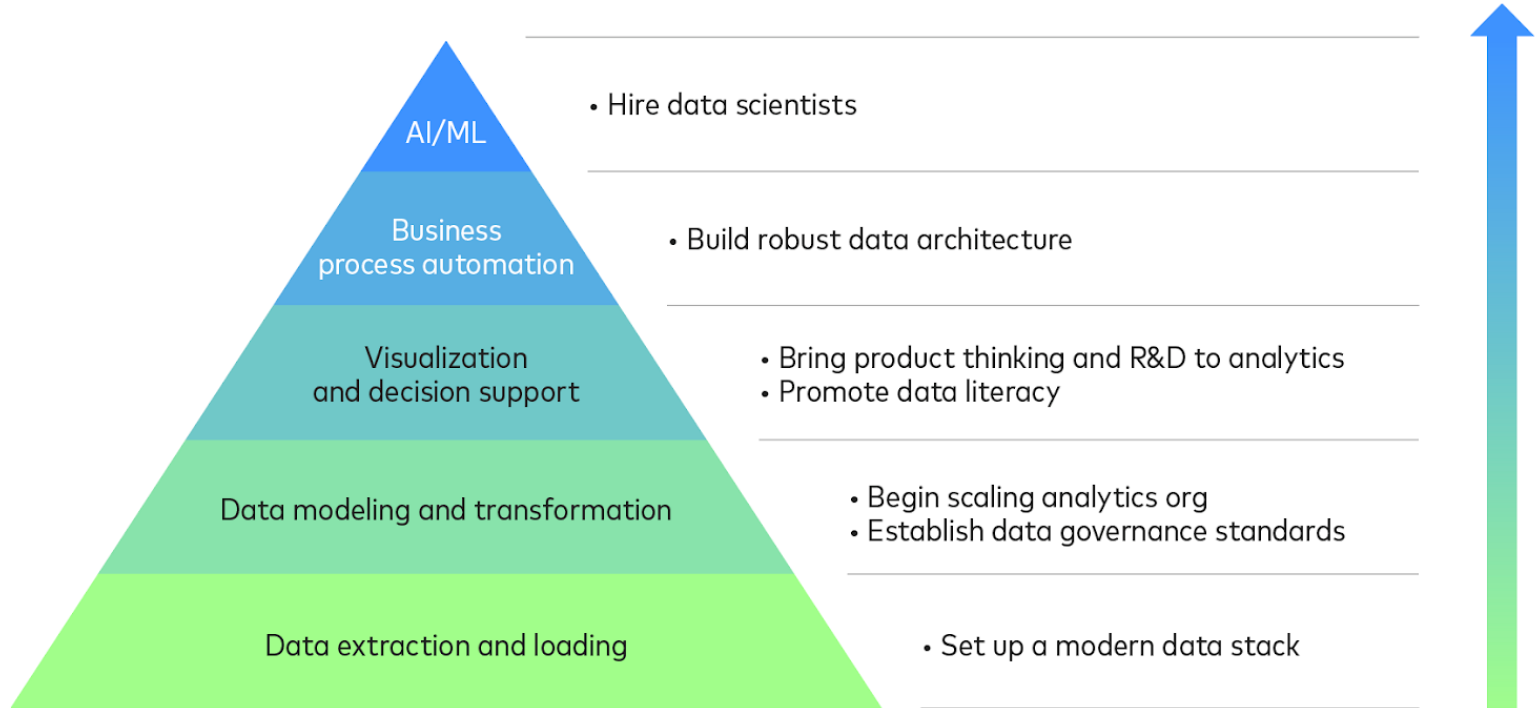 AI/ML
• Hire data scientists
Business
process automation
• Build robust data architecture
Visualization
and decision support
• Bring product thinking and R&D to analytics
• Promote data literacy
Data modeling and transformation
• Begin scaling analytics org
• Establish data governance standards
Data extraction and loading
• Set up a modern data stack